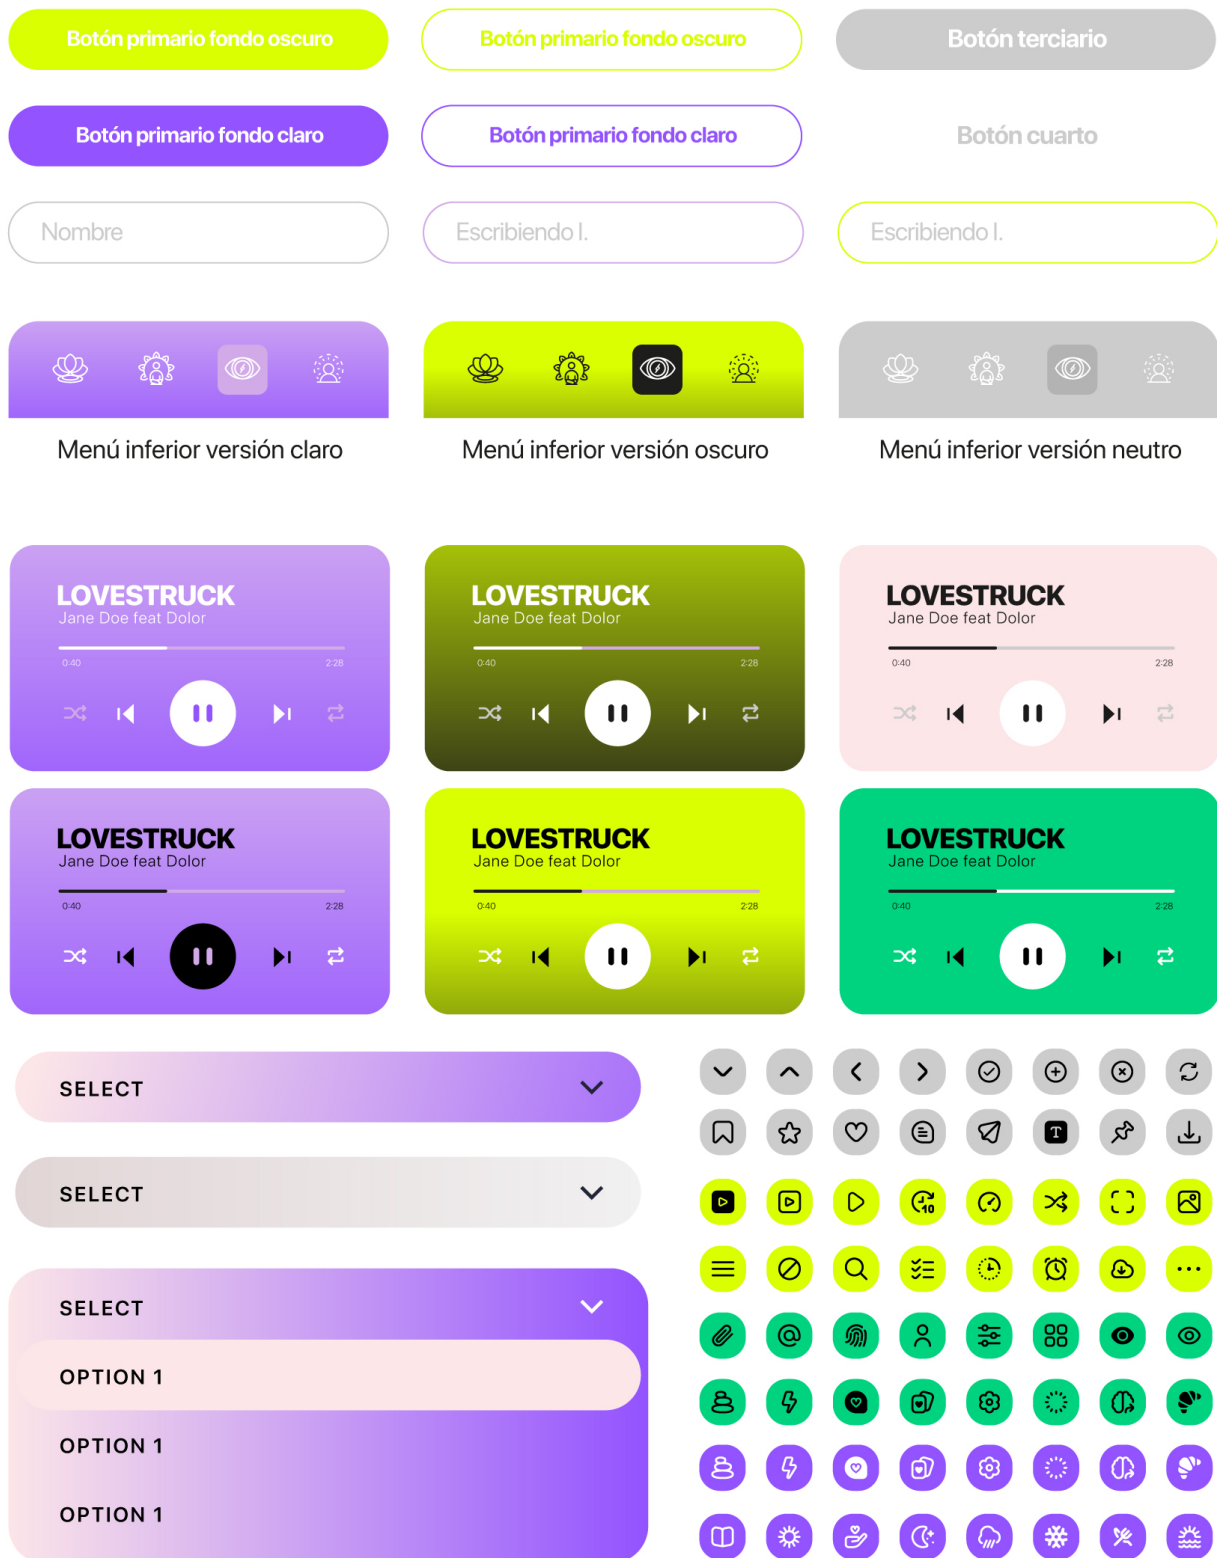 Botón primario fondo oscuro
Botón primario fondo oscuro
Botón terciario
Botón primario fondo claro
Botón primario fondo claro
Botón cuarto
Nombre
Escribiendo I.
Escribiendo I.
Menú inferior versión claro
Menú inferior versión oscuro
Menú inferior versión neutro
LOVESTRUCK
Jane Doe feat Dolor
0:40
2:28
LOVESTRUCK
Jane Doe feat Dolor
0:40
2:28
LOVESTRUCK
Jane Doe feat Dolor
0:40
2:28
LOVESTRUCK
Jane Doe feat Dolor
0:40
2:28
LOVESTRUCK
Jane Doe feat Dolor
0:40
2:28
LOVESTRUCK
Jane Doe feat Dolor
0:40
2:28
SELECT
SELECT
SELECT
OPTION 1
OPTION 1
OPTION 1
T
10